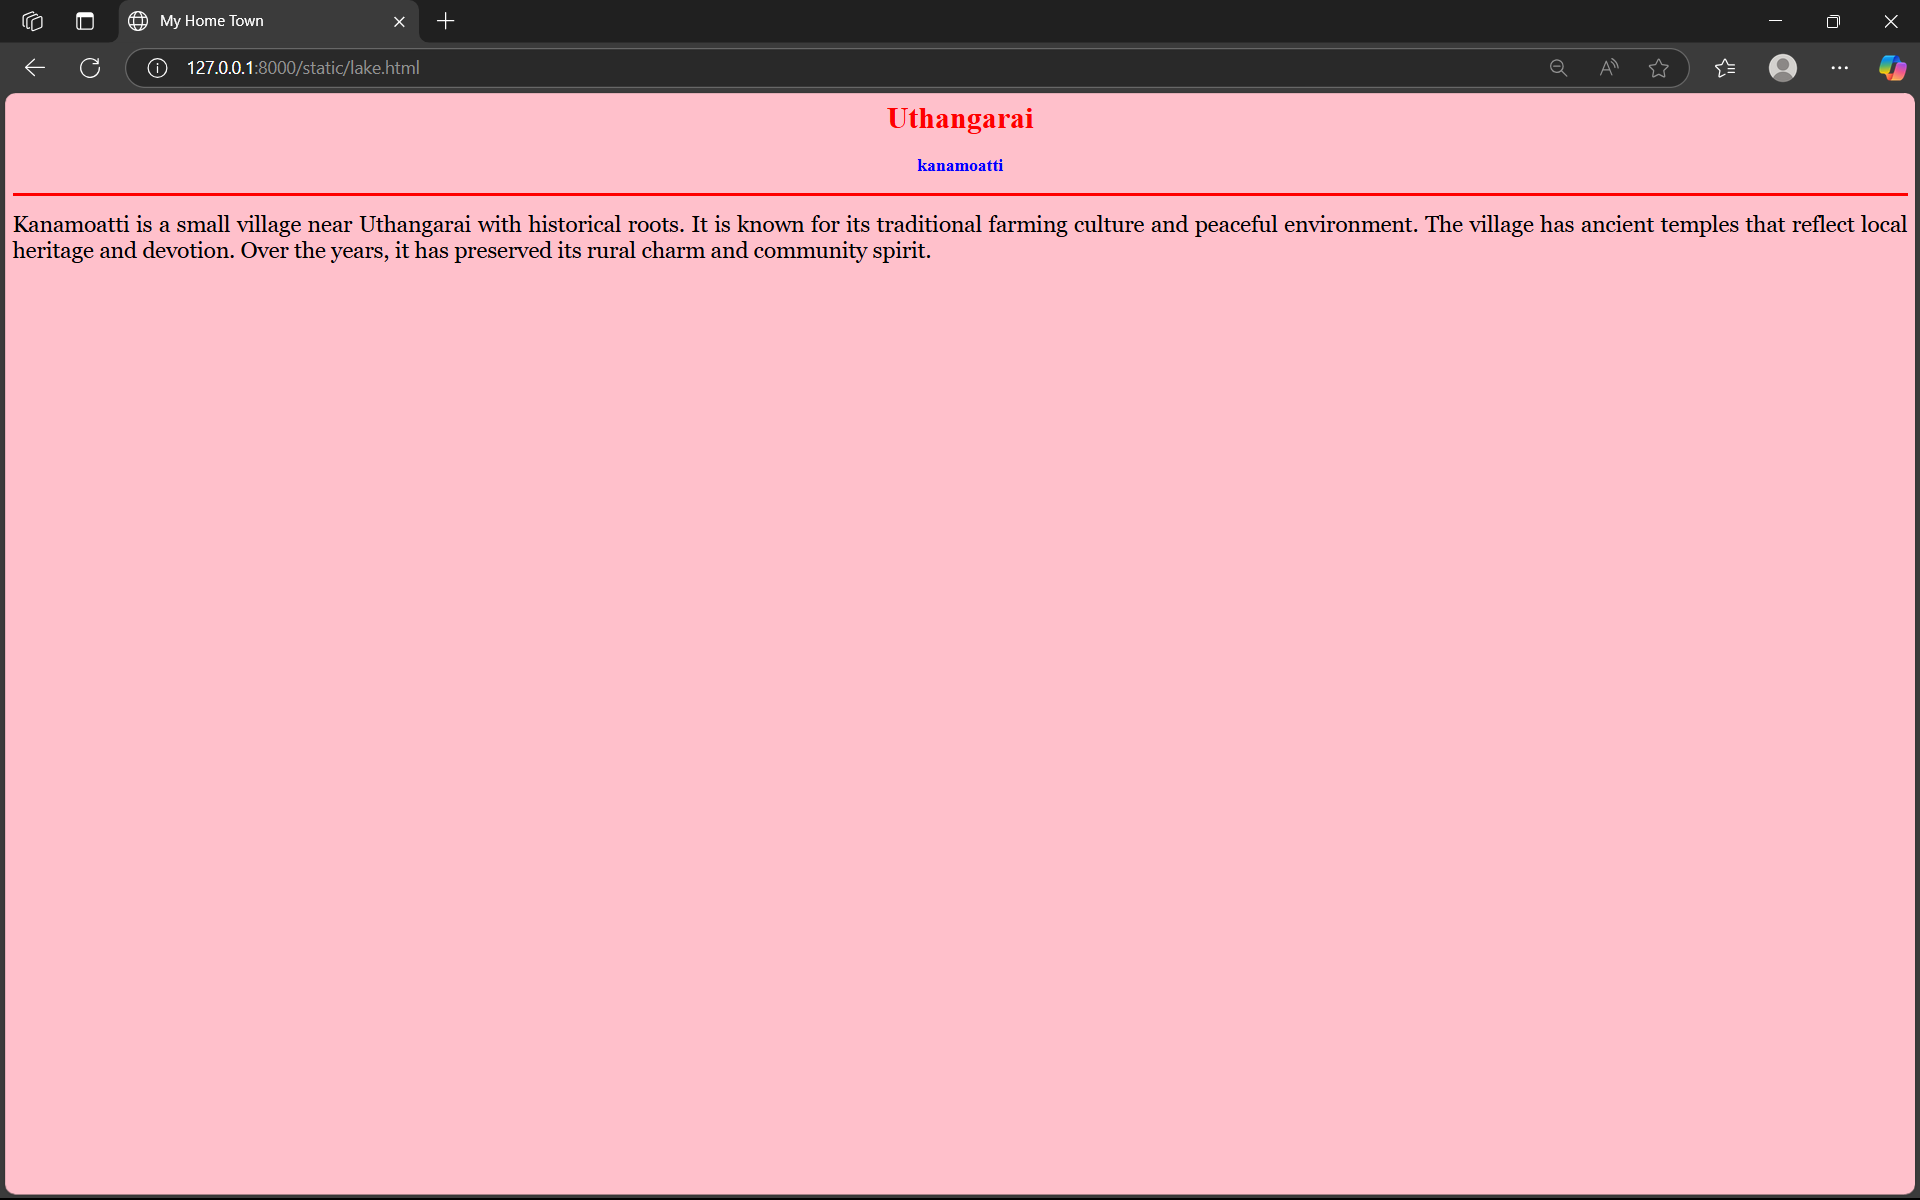 My Home Town
127.0.0.1:8000/static/lake.html
Uthangarai
kanamoatti
Kanamoatti is a small village near Uthangarai with historical roots. It is known for its traditional farming culture and peaceful environment. The village has ancient temples that reflect local
heritage and devotion. Over the years, it has preserved its rural charm and community spirit.